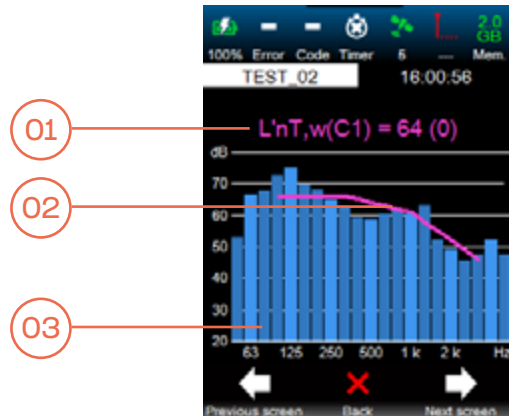 2.0
GB
100% Error Code Timer 5 --- Mem.
TEST_02 16:00:56
01
L'nT,w(C1) = 64 (0)
dB
70
02
60
50
40
30
03
20
63 125 250 500 1 k 2 k Hz
Previous screen Back Next screen